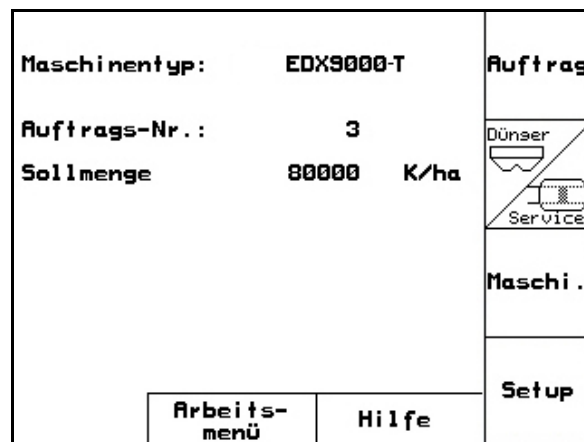 Maschinentyp: EDX9000-T
Auftrags-Nr.: 3
Sollmenge 80000 K/ha
Auftrag
Dünger
Service
Maschi.
Setup
Arbeits-
menü
Hilfe